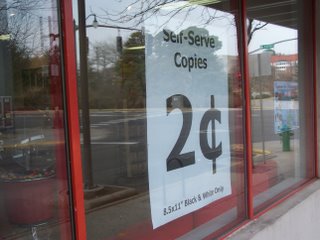 Self-Serve
Copies
2¢
8.5x11" Black & White Only